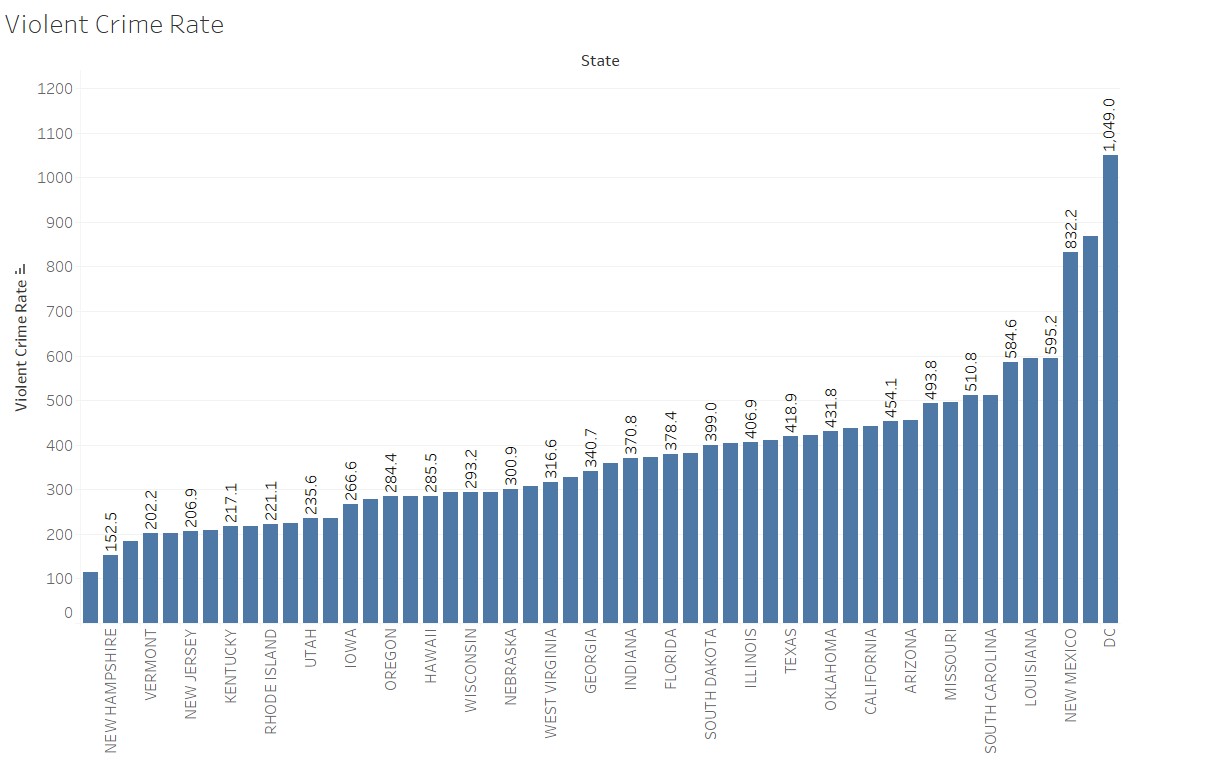 Violent Crime Rate
State
Violent Crime Rate
1200
1100
1000
900
800
700
600
500
400
300
200
100
0
152.5
202.2
206.9
217.1
221.1
235.6
266.6
284.4
285.5
293.2
300.9
316.6
340.7
370.8
378.4
399.0
406.9
418.9
431.8
454.1
493.8
510.8
584.6
595.2
832.2
1,049.0
NEW HAMPSHIRE
VERMONT
NEW JERSEY
KENTUCKY
RHODE ISLAND
UTAH
IOWA
OREGON
HAWAII
WISCONSIN
NEBRASKA
WEST VIRGINIA
GEORGIA
INDIANA
FLORIDA
SOUTH DAKOTA
ILLINOIS
TEXAS
OKLAHOMA
CALIFORNIA
ARIZONA
MISSOURI
SOUTH CAROLINA
LOUISIANA
NEW MEXICO
DC